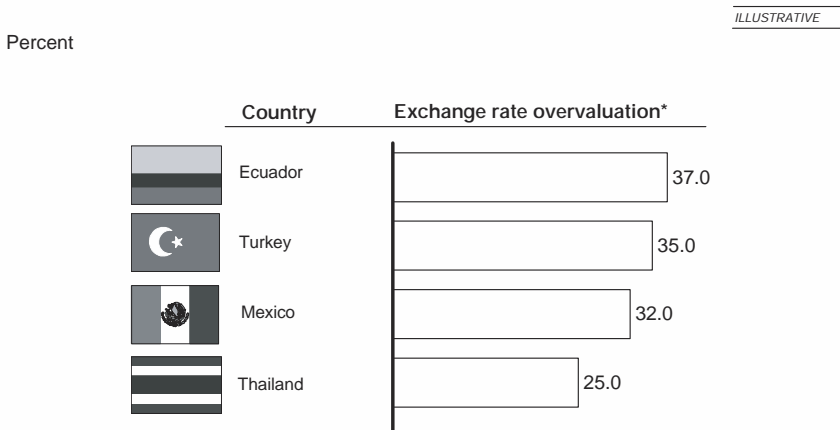 ILLUSTRATIVE
Percent
Country Exchange rate overvaluation*
Ecuador 37.0
Turkey 35.0
Mexico 32.0
Thailand 25.0